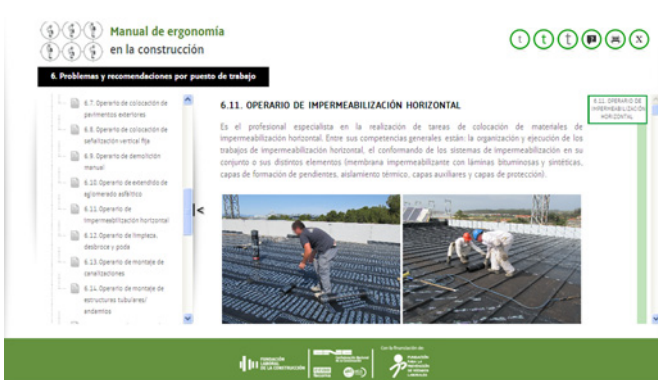 Manual de ergonomía
en la construcción
t t t ? X
6. Problemas y recomendaciones por puesto de trabajo
6.7. Operario de colocación de
pavimentos exteriores
6.8. Operario de colocación de
señalización vertical fija
6.9. Operario de demolición
manual
6.10. Operario de extendido de
aglomerado asfáltico
6.11. Operario de
impermeabilización horizontal
6.12. Operario de limpieza,
desbroce y poda
6.13. Operario de montaje de
canalizaciones
6.14. Operario de montaje de
estructuras tubulares/
andamios
<
6.11. OPERARIO DE IMPERMEABILIZACIÓN HORIZONTAL
Es el profesional especialista en la realización de tareas de colocación de materiales de
impermeabilización horizontal. Entre sus competencias generales están: la organización y ejecución de los
trabajos de impermeabilización horizontal, el conformando de los sistemas de impermeabilización en su
conjunto o sus distintos elementos (membrana impermeabilizante con láminas bituminosas y sintéticas,
capas de formación de pendientes, aislamiento térmico, capas auxiliares y capas de protección).
6.11. OPERARIO DE
IMPERMEABILIZACIÓN
HORIZONTAL
FUNDACIÓN
LABORAL
DE LA CONSTRUCCIÓN
Con la financiación de:
FUNDACIÓN
PARA LA
PREVENCIÓN
DE RIESGOS
LABORALES